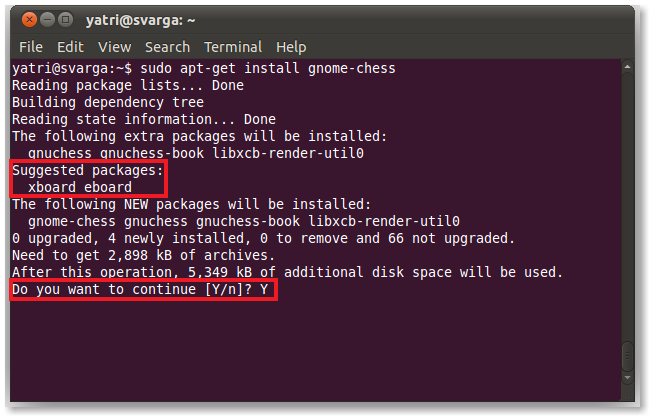 yatri@svarga: ~
File Edit View Search Terminal Help
yatri@svarga:~$ sudo apt-get install gnome-chess
Reading package lists... Done
Building dependency tree
Reading state information... Done
The following extra packages will be installed:
  gnuchess gnuchess-book libxcb-render-util0
Suggested packages:
  xboard eboard
The following NEW packages will be installed:
  gnome-chess gnuchess gnuchess-book libxcb-render-util0
0 upgraded, 4 newly installed, 0 to remove and 66 not upgraded.
Need to get 2,898 kB of archives.
After this operation, 5,349 kB of additional disk space will be used.
Do you want to continue [Y/n]? Y